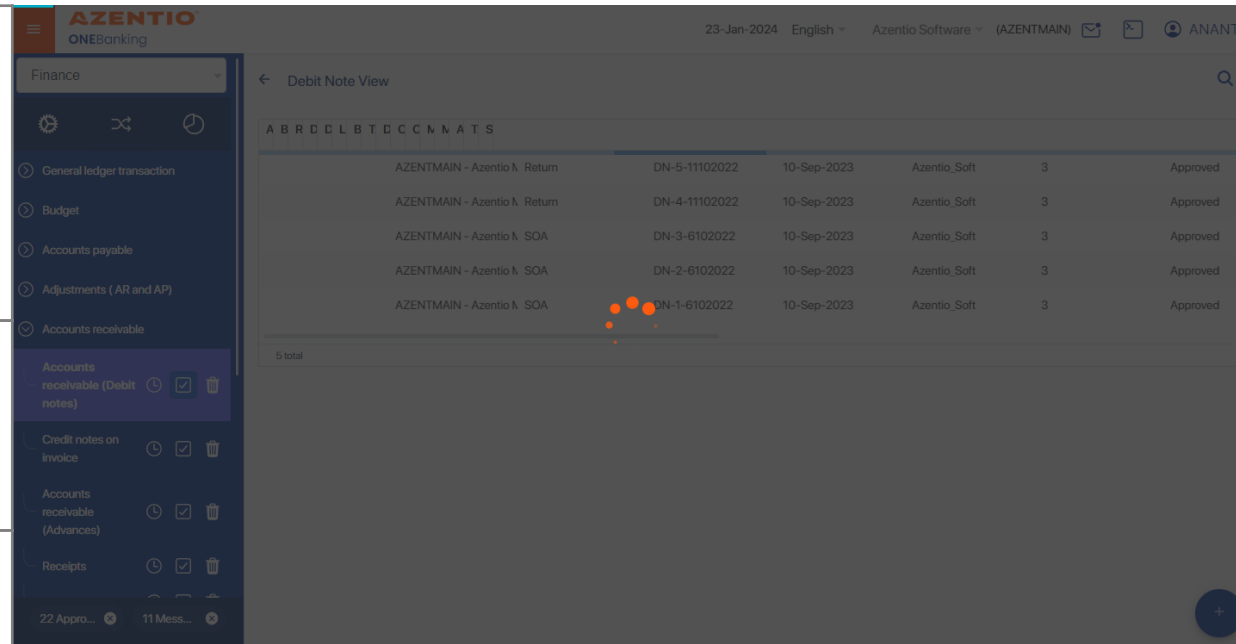 AZENTIO
ONEBanking
23-Jan-2024 English Azentio Software (AZENTMAIN) ANANT
Finance
Debit Note View
A B R D D L B T D C C M M A T S
General ledger transaction
Budget
Accounts payable
Adjustments ( AR and AP)
Accounts receivable
Accounts
receivable (Debit
notes)
Credit notes on
invoice
Accounts
receivable
(Advances)
Receipts
22 Appro... 11 Mess...
AZENTMAIN - Azentio Return DN-5-11102022 10-Sep-2023 Azentio_Soft 3 Approved
AZENTMAIN - Azentio Return DN-4-11102022 10-Sep-2023 Azentio_Soft 3 Approved
AZENTMAIN - Azentio SOA DN-3-6102022 10-Sep-2023 Azentio_Soft 3 Approved
AZENTMAIN - Azentio SOA DN-2-6102022 10-Sep-2023 Azentio_Soft 3 Approved
AZENTMAIN - Azentio SOA DN-1-6102022 10-Sep-2023 Azentio_Soft 3 Approved
5 total